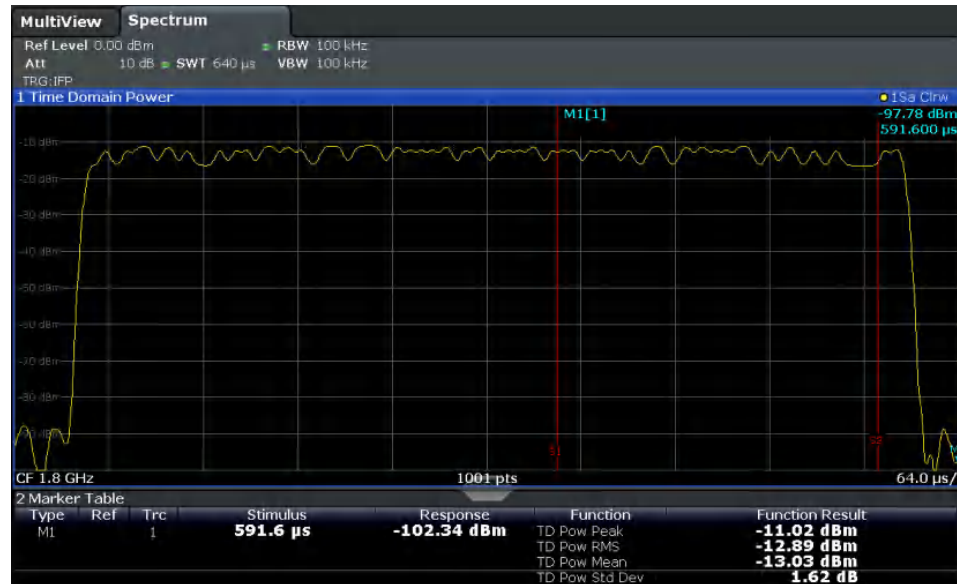 MultiView Spectrum
Ref Level 0.00 dBm RBW 100 kHz
Att 10 dB SWT 640 µs VBW 100 kHz
TRG:IFP
1 Time Domain Power 1Sa Clrw
M1[1] -97.78 dBm
591.600 µs
-10 dBm
-20 dBm
-30 dBm
-40 dBm
-50 dBm
-60 dBm
-70 dBm
-80 dBm
S1
S2
CF 1.8 GHz 1001 pts 64.0 µs/
2 Marker Table
Type Ref Trc Stimulus Response Function Function Result
M1 1 591.6 µs -102.34 dBm TD Pow Peak -11.02 dBm
TD Pow RMS -12.89 dBm
TD Pow Mean -13.03 dBm
TD Pow Std Dev 1.62 dB